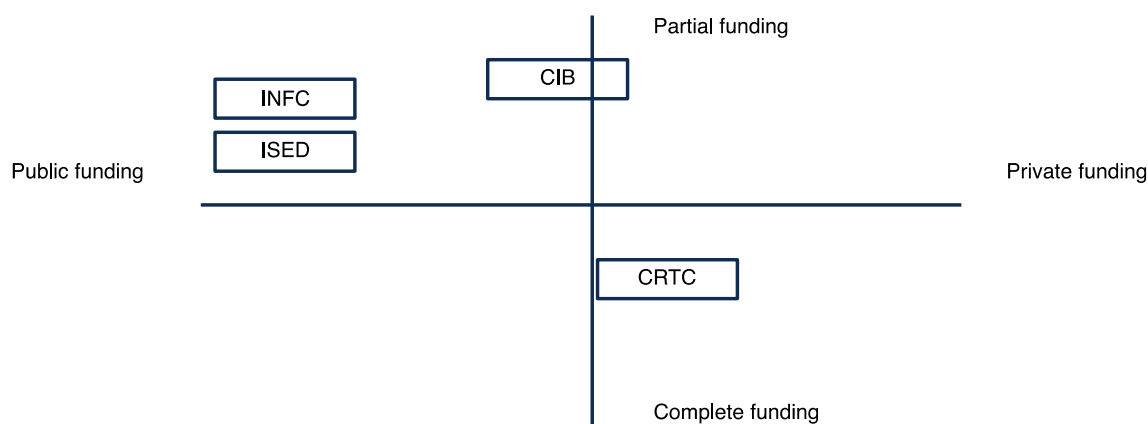 Partial funding
CIB
INFC
ISED
Public funding
Private funding
CRTC
Complete funding